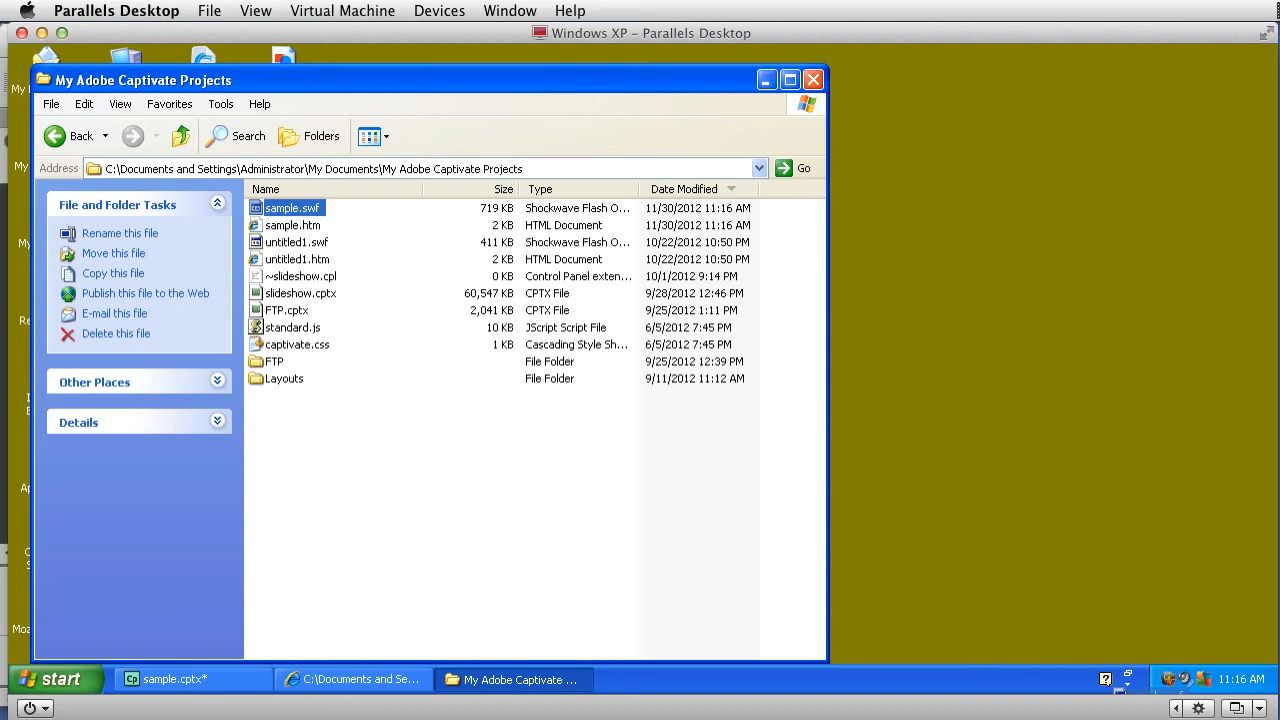 Parallels Desktop File View Virtual Machine Devices Window Help
Windows XP – Parallels Desktop
My Adobe Captivate Projects
File Edit View Favorites Tools Help
Back Search Folders
Address C:\Documents and Settings\Administrator\My Documents\My Adobe Captivate Projects Go
File and Folder Tasks
Rename this file
Move this file
Copy this file
Publish this file to the Web
E-mail this file
Delete this file
Other Places
Details
Name Size Type Date Modified
sample.swf 719 KB Shockwave Flash O... 11/30/2012 11:16 AM
sample.htm 2 KB HTML Document 11/30/2012 11:16 AM
untitled1.swf 411 KB Shockwave Flash O... 10/22/2012 10:50 PM
untitled1.htm 2 KB HTML Document 10/22/2012 10:50 PM
~slideshow.cpl 0 KB Control Panel exten... 10/1/2012 9:14 PM
slideshow.cptx 60,547 KB CPTX File 9/28/2012 12:46 PM
FTP.cptx 2,041 KB CPTX File 9/25/2012 1:11 PM
standard.js 10 KB JScript Script File 6/5/2012 7:45 PM
captivate.css 1 KB Cascading Style Sh... 6/5/2012 7:45 PM
FTP File Folder 9/25/2012 12:39 PM
Layouts File Folder 9/11/2012 11:12 AM
start Cp sample.cptx* C:\Documents and Se... My Adobe Captivate ... 11:16 AM